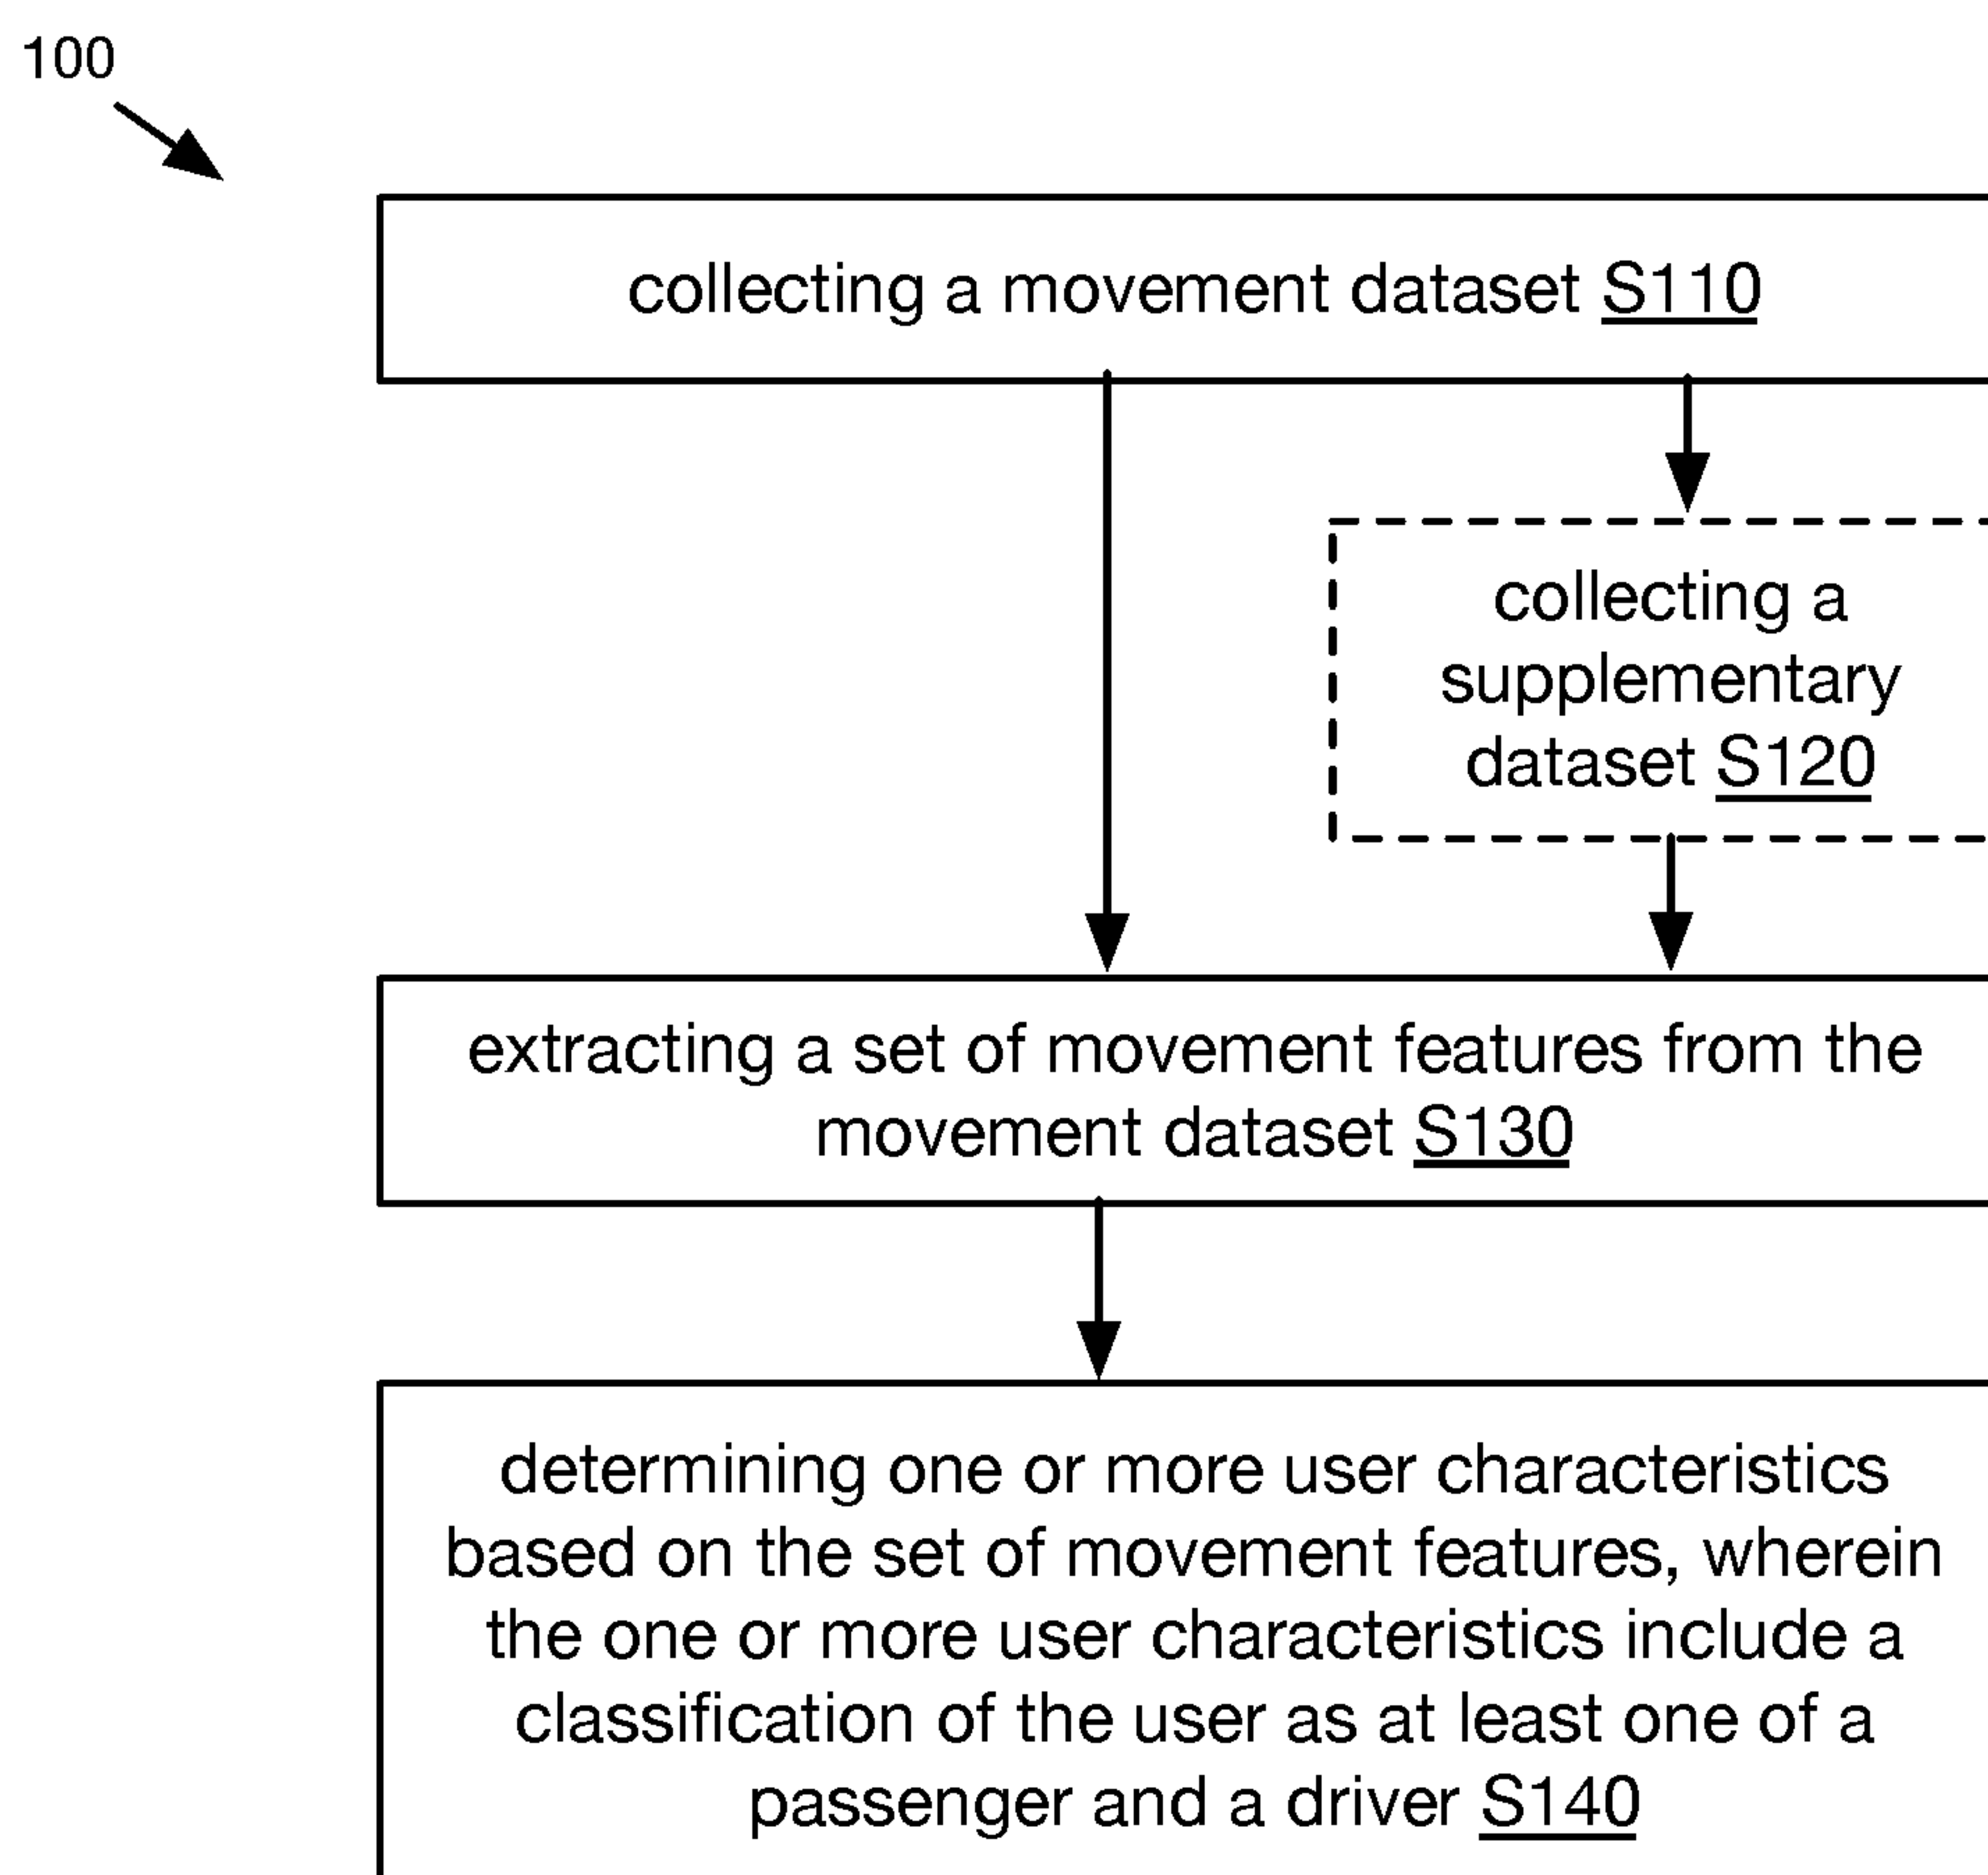 100
collecting a movement dataset S110
collecting a
supplementary
dataset S120
extracting a set of movement features from the
movement dataset S130
determining one or more user characteristics
based on the set of movement features, wherein
the one or more user characteristics include a
classification of the user as at least one of a
passenger and a driver S140